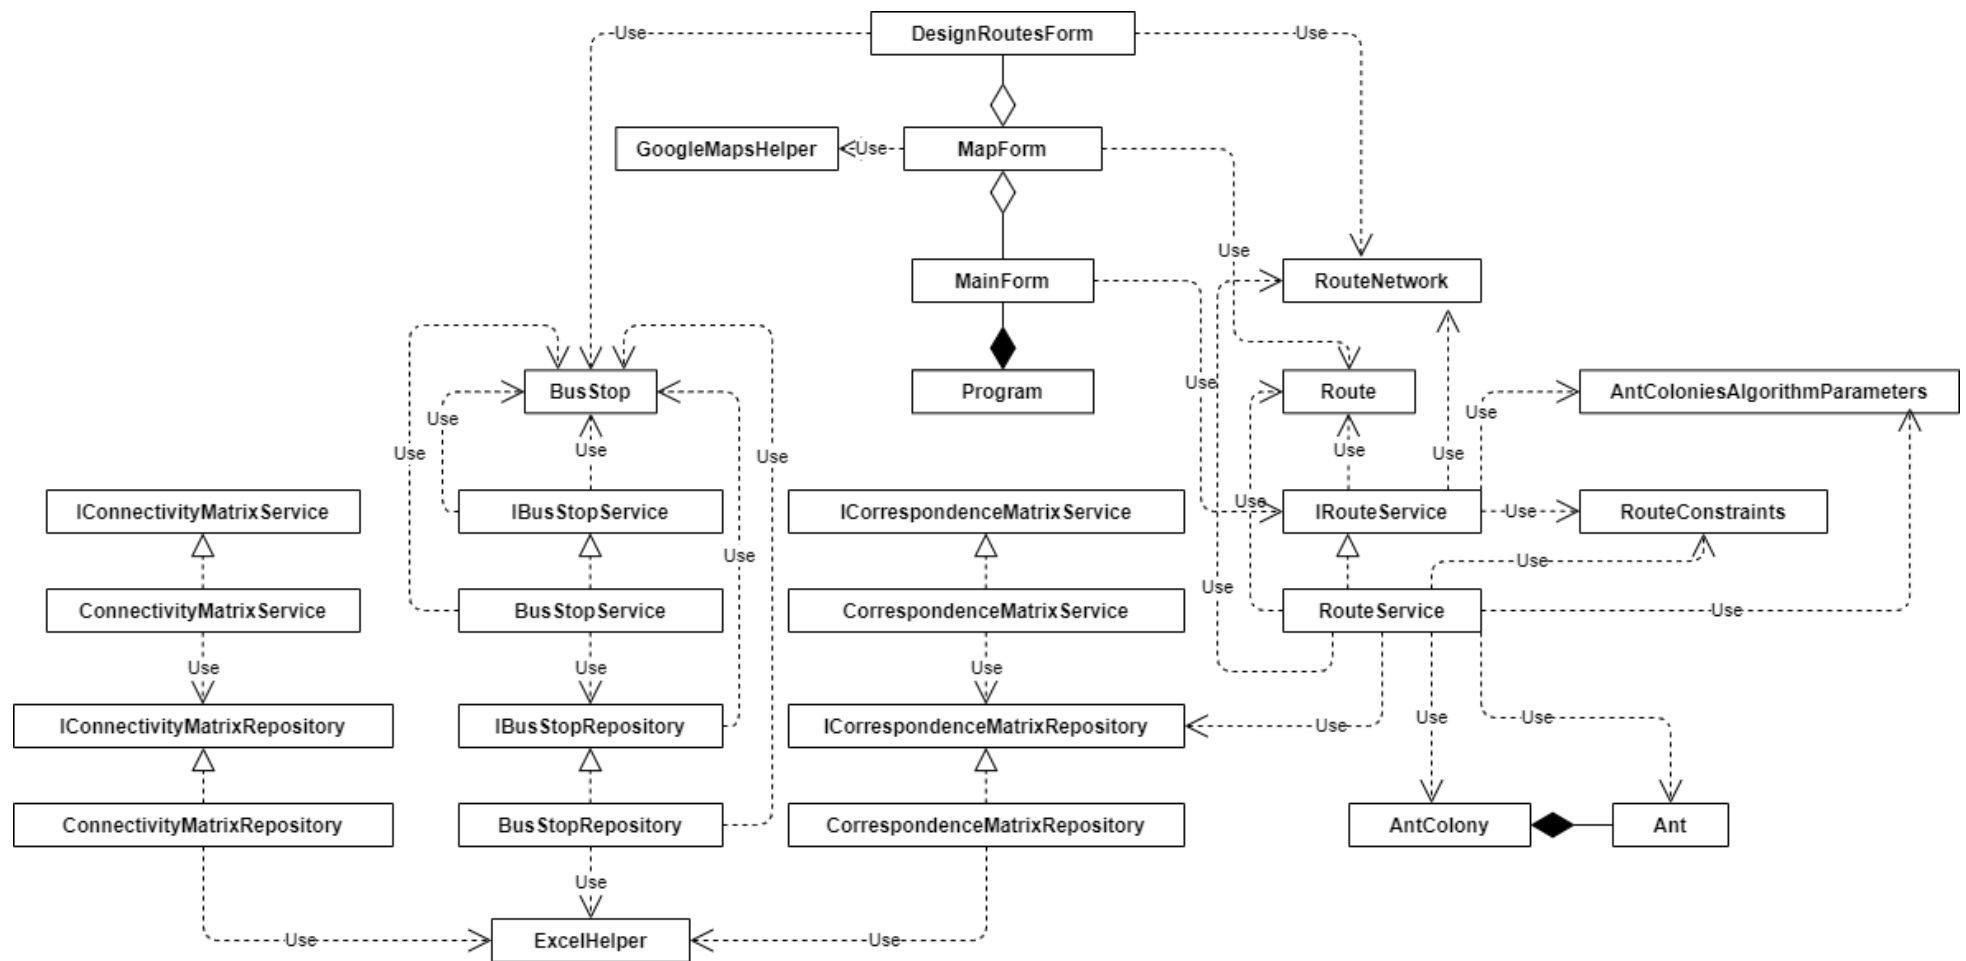 DesignRoutesForm
Use
Use
GoogleMapsHelper
Use
MapForm
Use
MainForm
RouteNetwork
BusStop
Program
Use
Route
AntColoniesAlgorithmParameters
Use
Use
Use
Use
Use
Use
Use
Use
IConnectivityMatrixService
IBusStopService
ICorrespondenceMatrixService
Use
IRouteService
Use
RouteConstraints
Use
Use
Use
ConnectivityMatrixService
BusStopService
CorrespondenceMatrixService
RouteService
Use
Use
Use
Use
IConnectivityMatrixRepository
IBusStopRepository
ICorrespondenceMatrixRepository
Use
Use
Use
ConnectivityMatrixRepository
BusStopRepository
CorrespondenceMatrixRepository
AntColony
Ant
Use
Use
ExcelHelper
Use